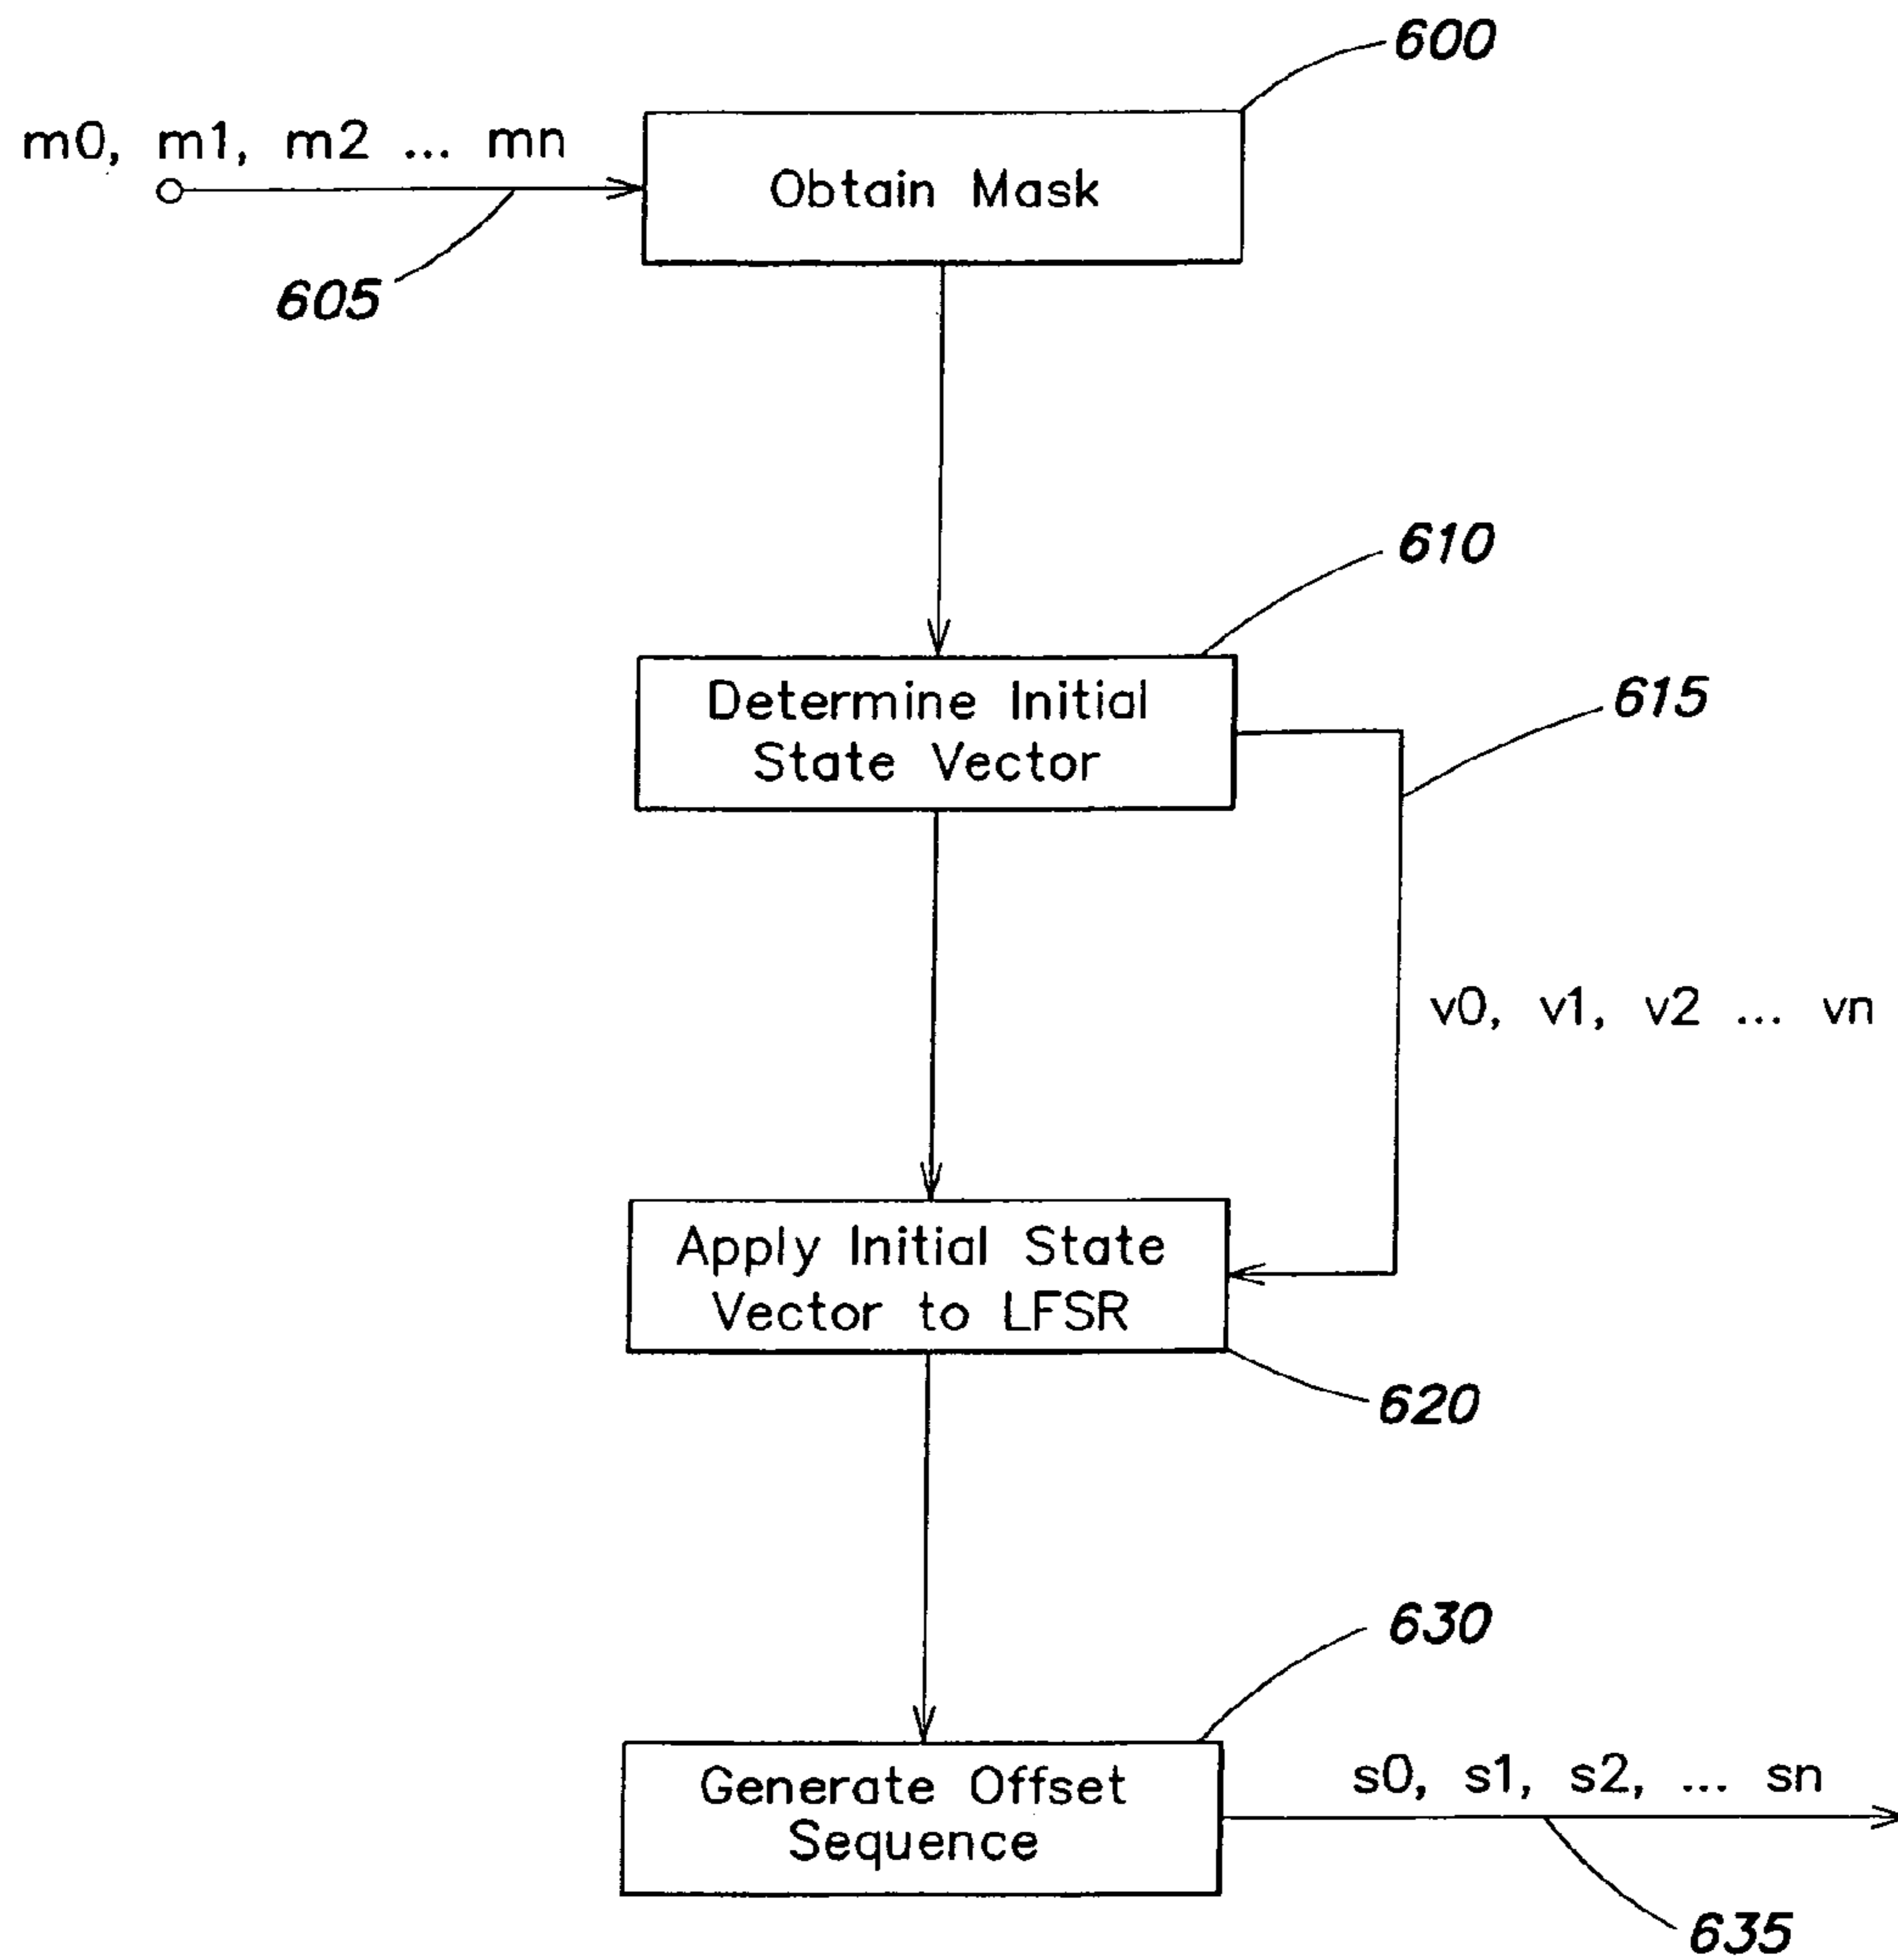 600
m0, m1, m2 ... mn
Obtain Mask
605
610
Determine Initial
State Vector
615
v0, v1, v2 ... vn
Apply Initial State
Vector to LFSR
620
630
Generate Offset
Sequence
s0, s1, s2, ... sn
635